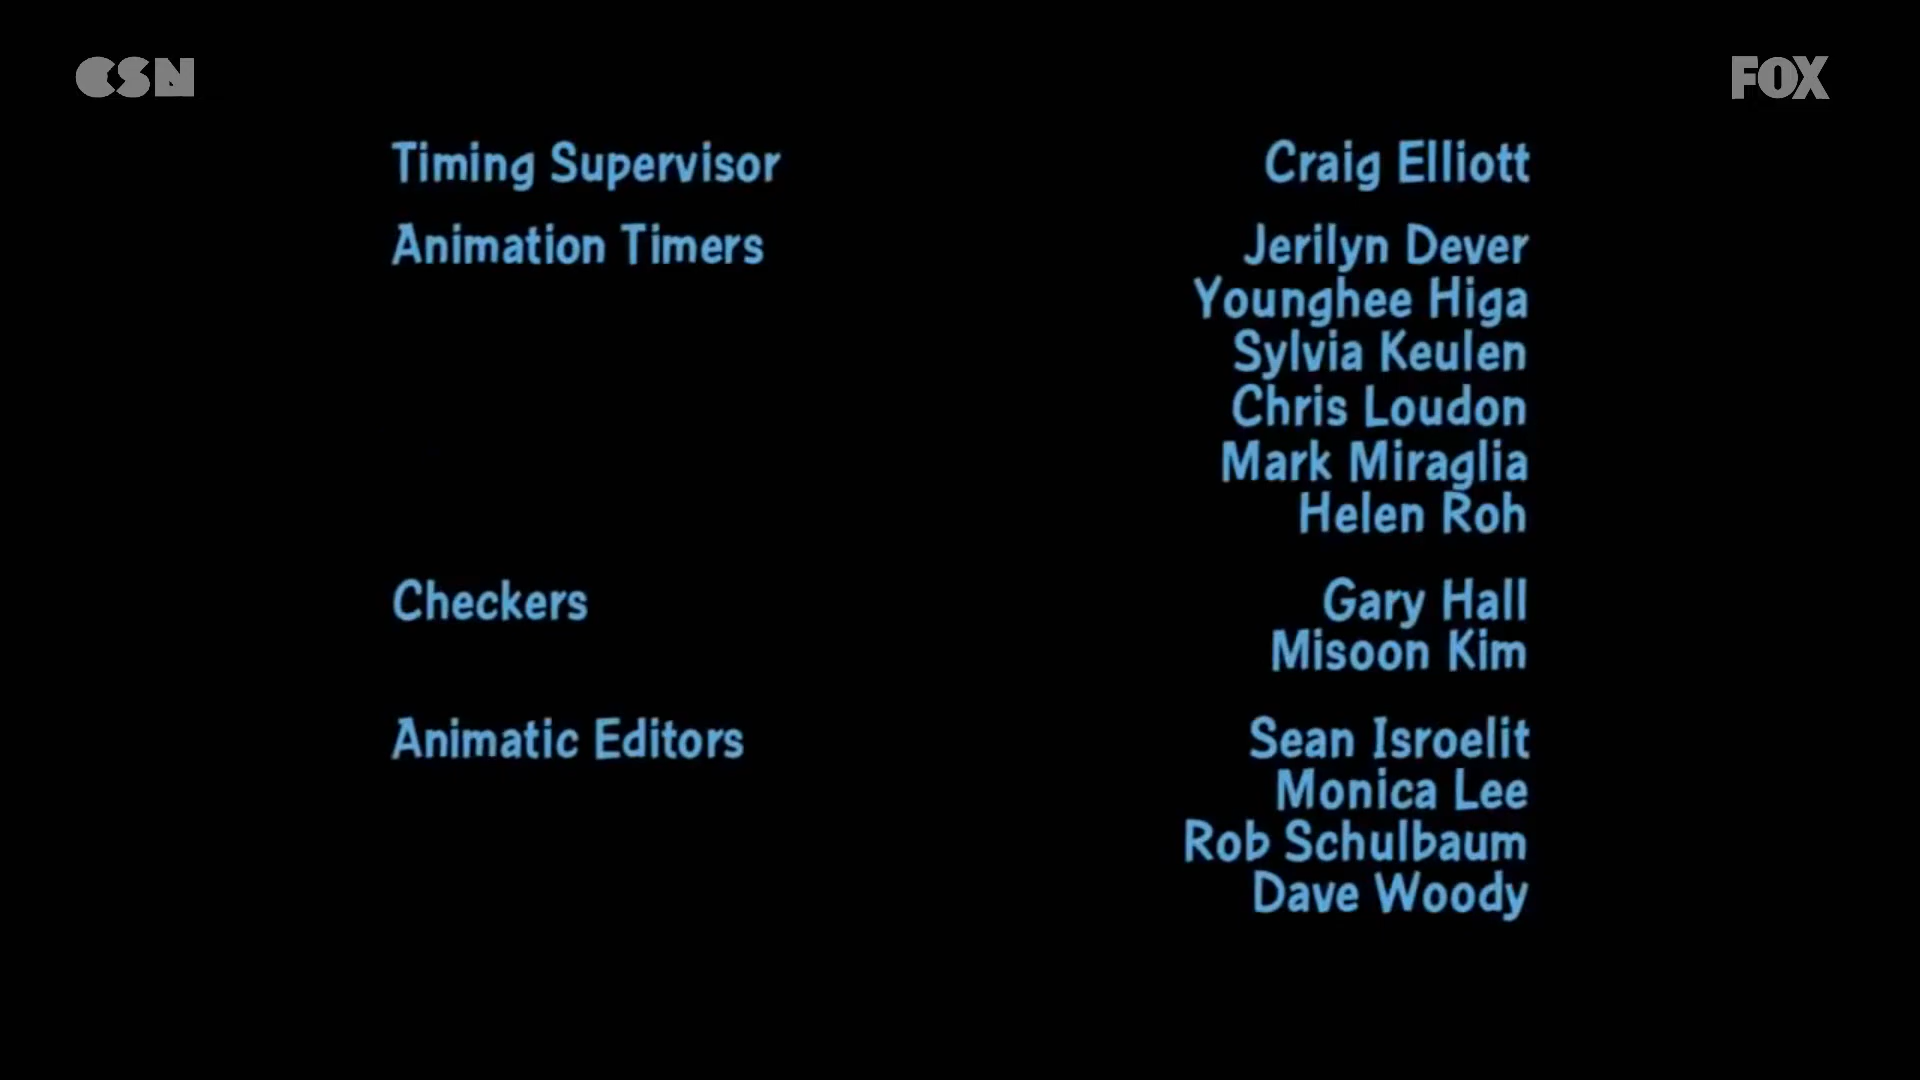 CSN
FOX
Timing Supervisor Craig Elliott
Animation Timers Jerilyn Dever
Younghee Higa
Sylvia Keulen
Chris Loudon
Mark Miraglia
Helen Roh
Checkers Gary Hall
Misoon Kim
Animatic Editors Sean Isroelit
Monica Lee
Rob Schulbaum
Dave Woody